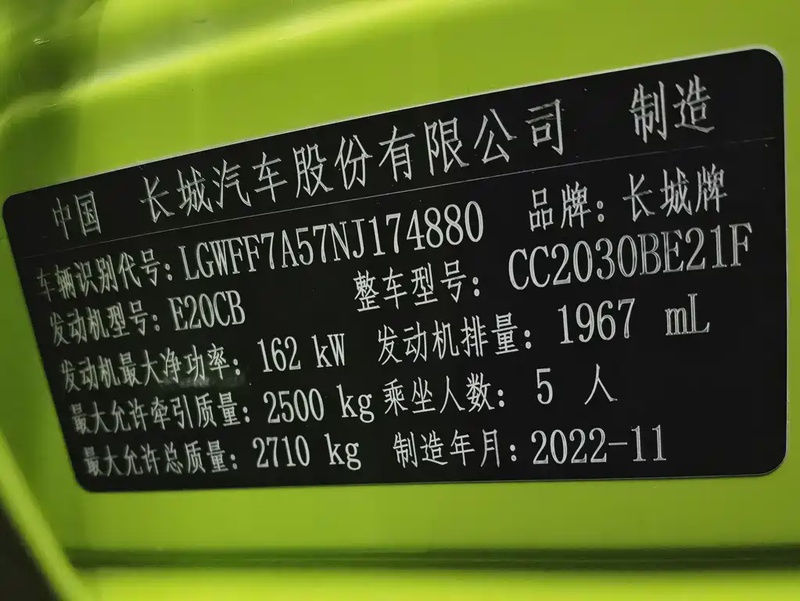 中国 长城汽车股份有限公司 制造
车辆识别代号：LGWFF7A57NJ174880 品牌：长城牌
发动机型号：E20CB 整车型号：CC2030BE21F
发动机最大净功率：162 kW 发动机排量：1967 mL
最大允许牵引质量：2500 kg 乘坐人数：5 人
最大允许总质量：2710 kg 制造年月：2022-11